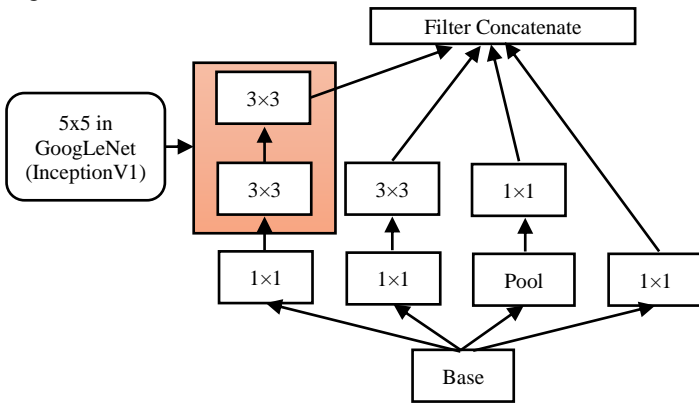 Filter Concatenate
3×3
5x5 in
GoogLeNet
(InceptionV1)
3×3
3×3
1×1
1×1
1×1
Pool
1×1
Base